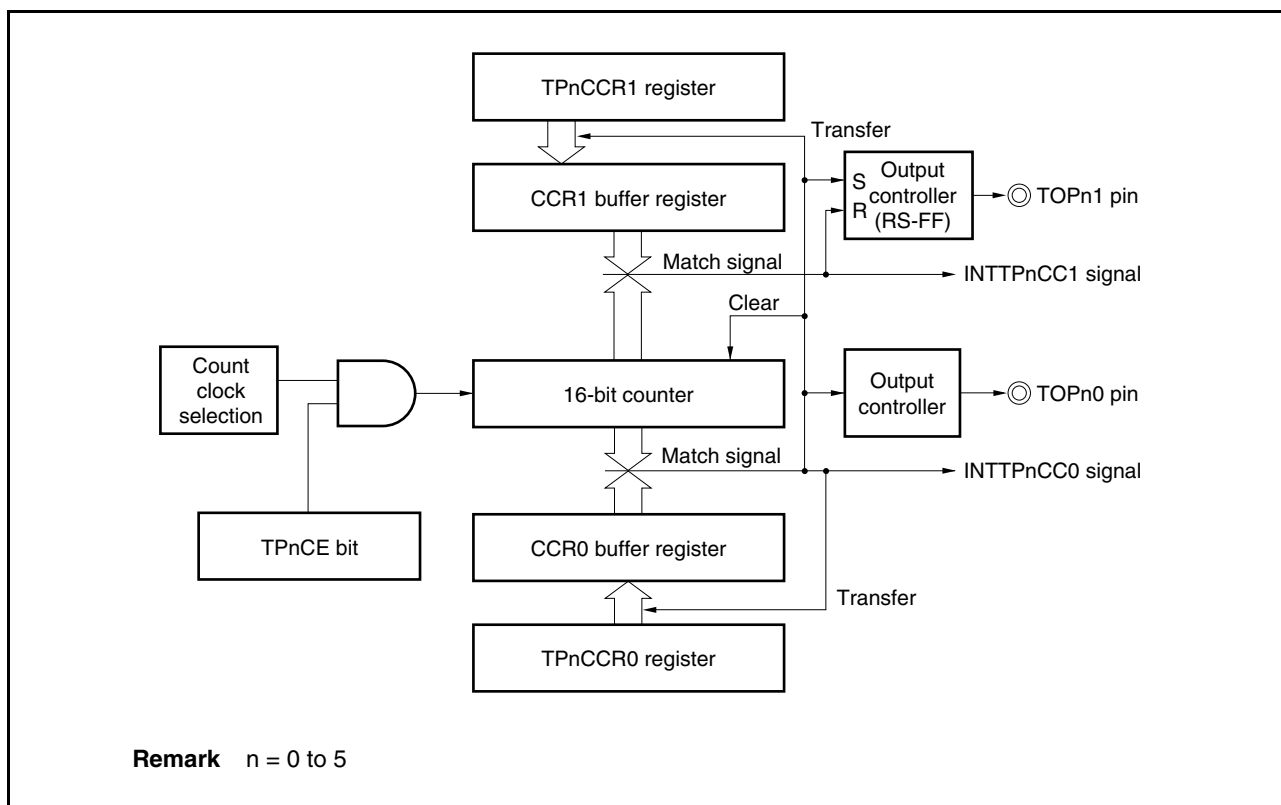 TPnCCR1 register
Transfer
CCR1 buffer register
S
R
Output
controller
(RS-FF)
TOPn1 pin
Match signal
INTTPnCC1 signal
Clear
Count
clock
selection
16-bit counter
Output
controller
TOPn0 pin
Match signal
INTTPnCC0 signal
TPnCE bit
CCR0 buffer register
Transfer
TPnCCR0 register
Remark n = 0 to 5